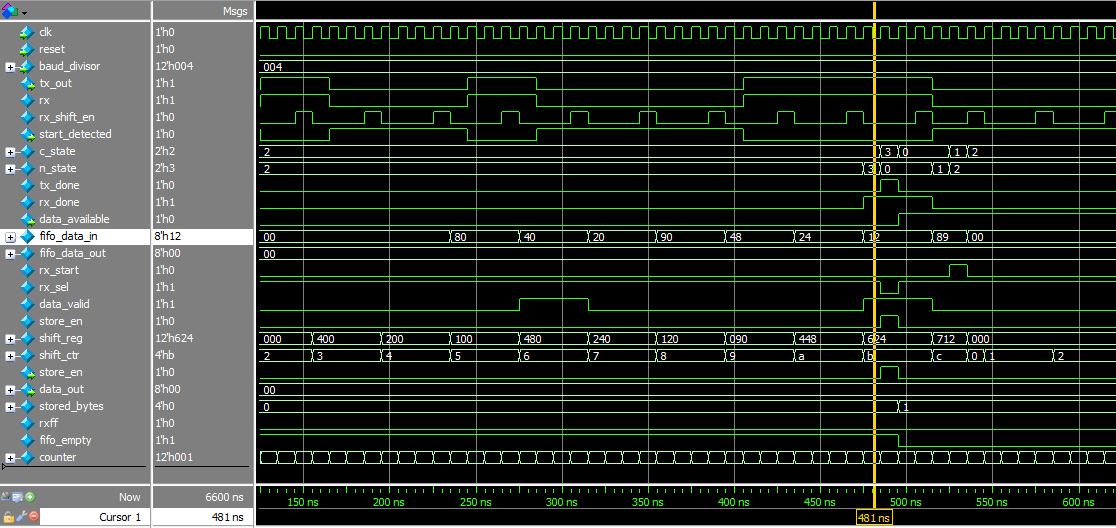 Msgs
clk 1'h0
reset 1'h0
baud_divisor 12'h004 004
tx_out 1'h1
rx 1'h1
rx_shift_en 1'h0
start_detected 1'h0
c_state 2'h2 2 3 0 1 2
n_state 2'h3 2 3 0 1 2
tx_done 1'h0
rx_done 1'h1
data_available 1'h0
fifo_data_in 8'h12 00 80 40 20 90 48 24 12 89 00
fifo_data_out 8'h00 00
rx_start 1'h0
rx_sel 1'h1
data_valid 1'h1
store_en 1'h0
shift_reg 12'h624 000 400 200 100 480 240 120 090 448 624 712 000
shift_ctr 4'hb 2 3 4 5 6 7 8 9 a b c 0 1 2
store_en 1'h0
data_out 8'h00 00
stored_bytes 4'h0 0 1
rxff 1'h0
fifo_empty 1'h1
counter 12'h001
Now 6600 ns 150 ns 200 ns 250 ns 300 ns 350 ns 400 ns 450 ns 500 ns 550 ns 600 ns
Cursor 1 481 ns 481 ns